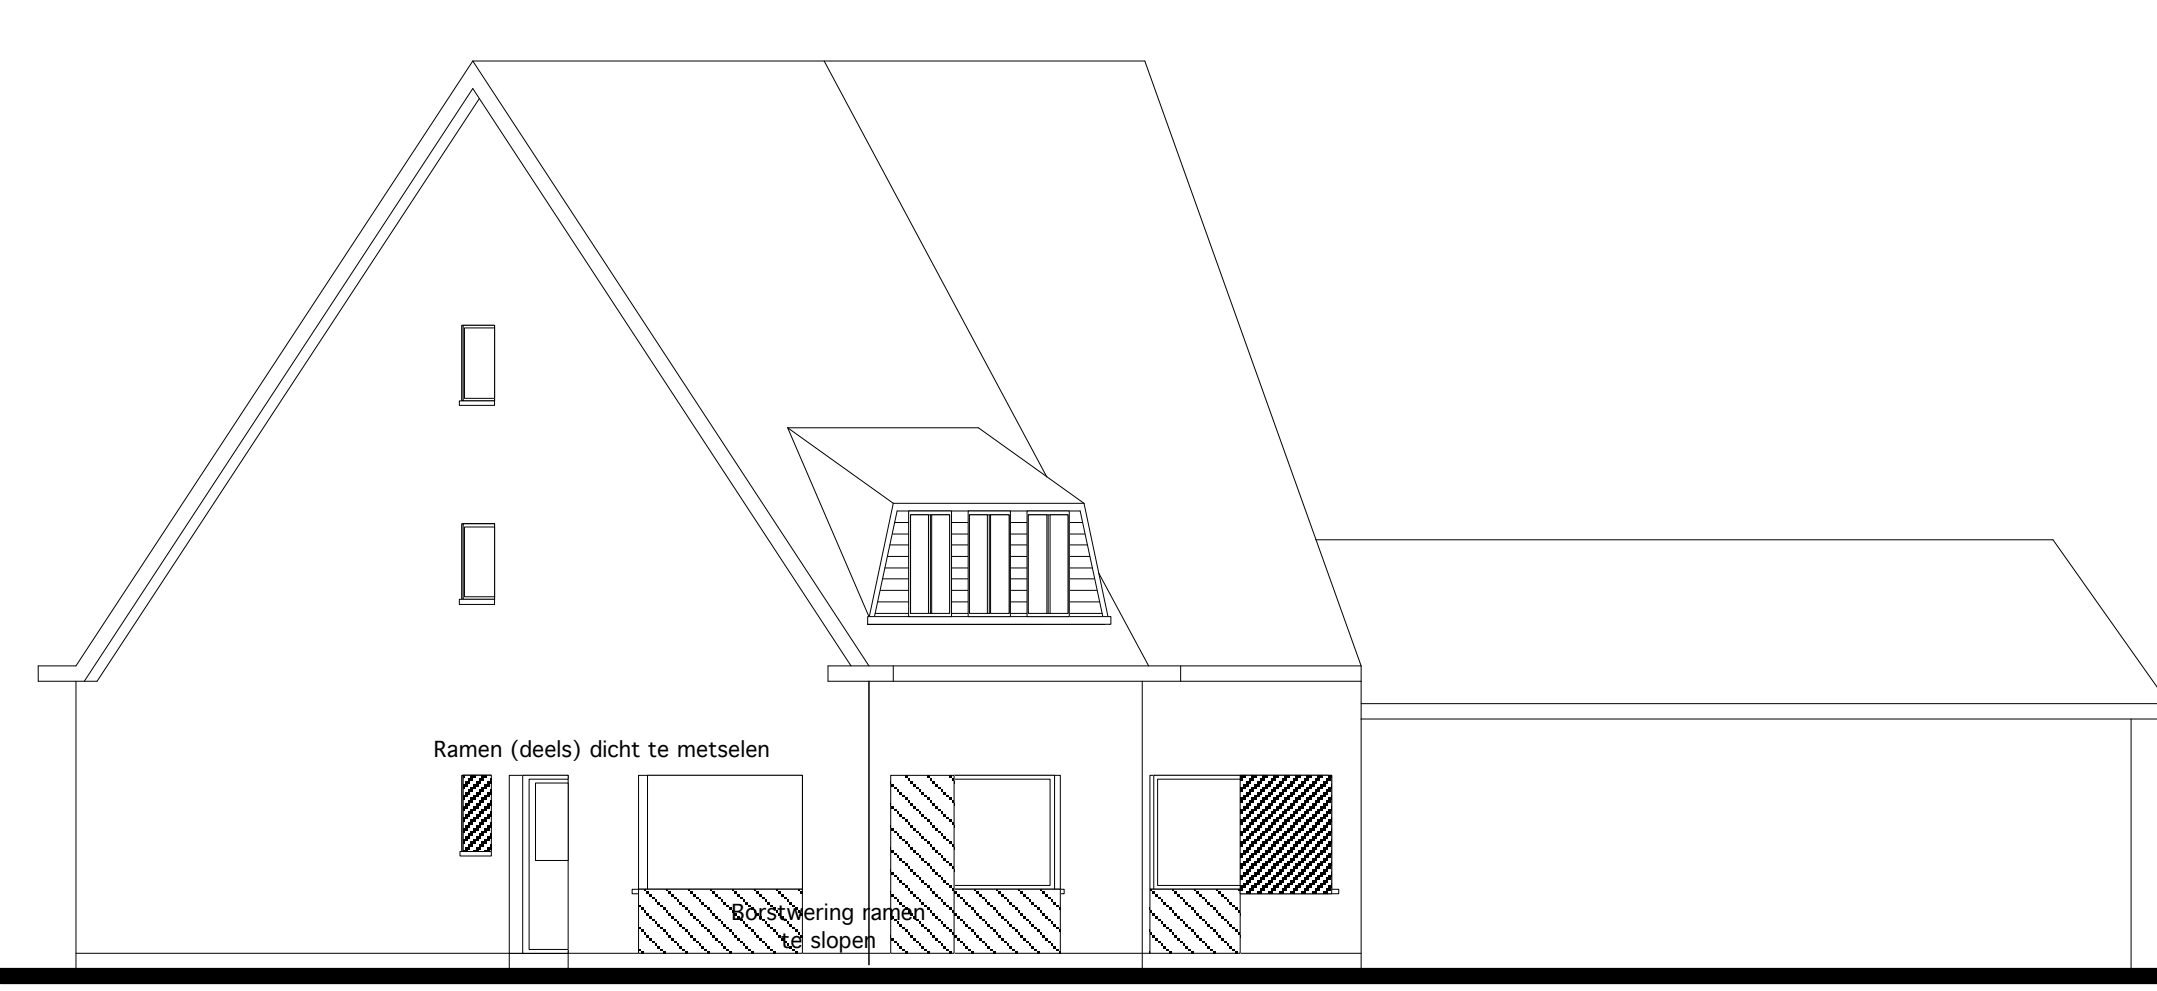 Ramen (deels) dicht te metselen
Borstwering ramen
te slopen